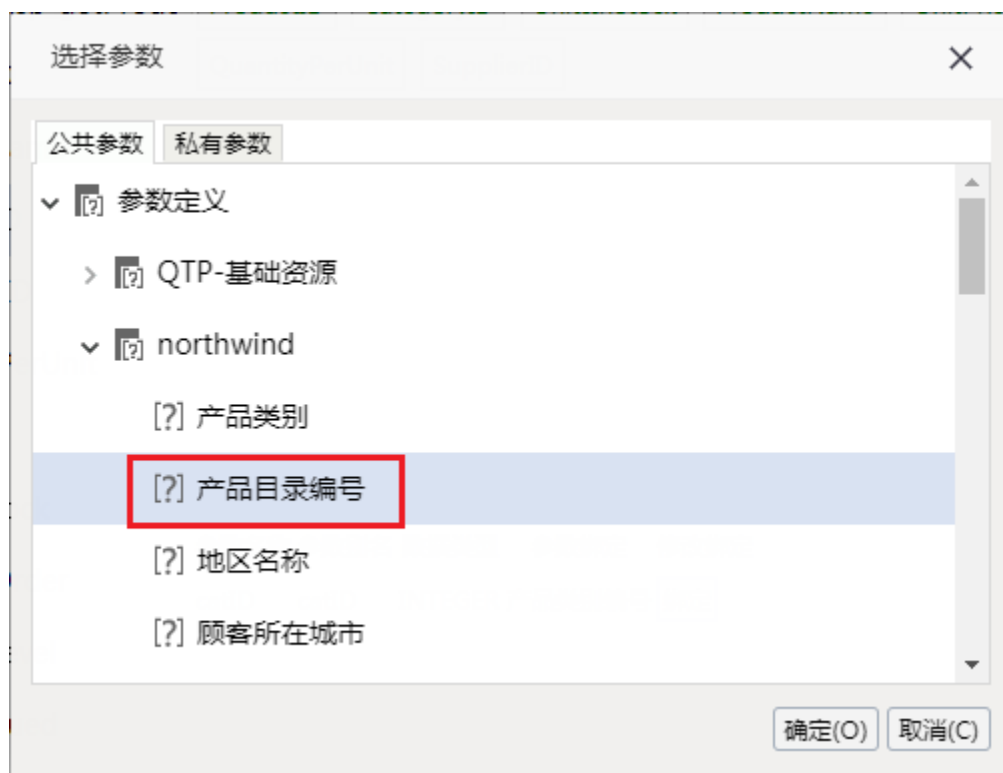 选择参数
公共参数 私有参数
参数定义
QTP-基础资源
northwind
[?] 产品类别
[?] 产品目录编号
[?] 地区名称
[?] 顾客所在城市
确定(O) 取消(C)